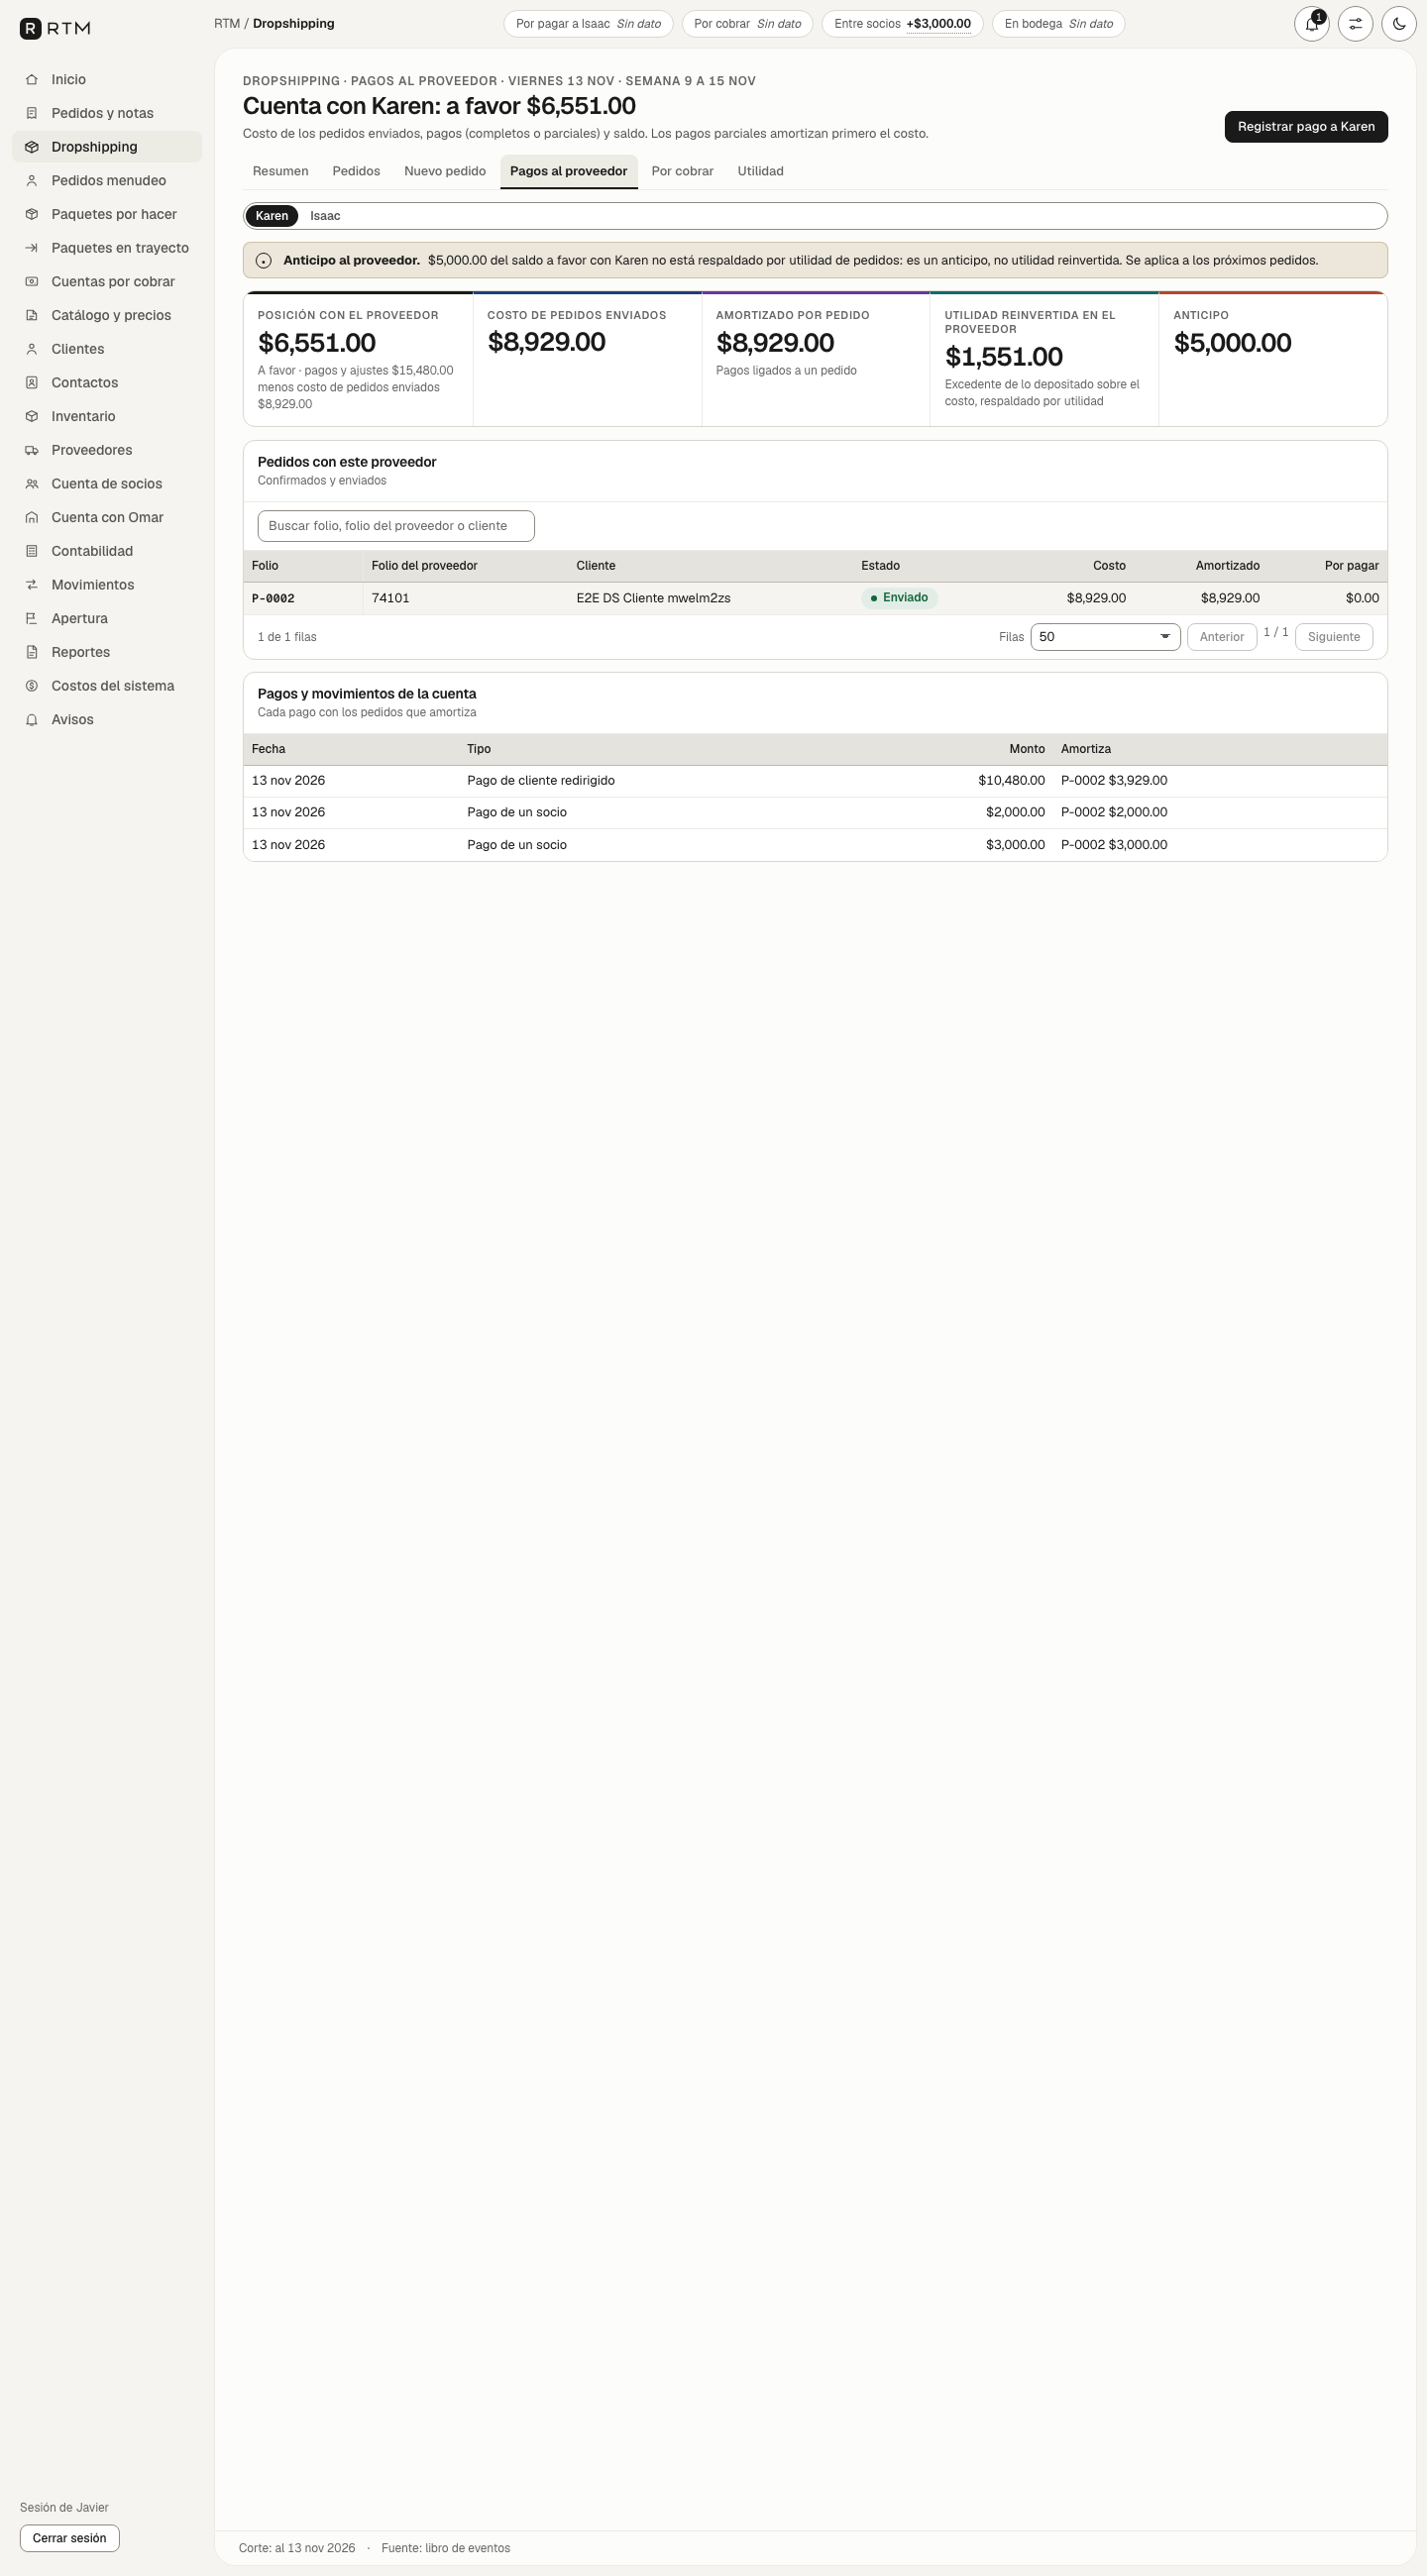 R RTM
RTM / Dropshipping
Por pagar a Isaac Sin dato
Por cobrar Sin dato
Entre socios +$3,000.00
En bodega Sin dato
1
Inicio
Pedidos y notas
Dropshipping
Pedidos menudeo
Paquetes por hacer
Paquetes en trayecto
Cuentas por cobrar
Catálogo y precios
Clientes
Contactos
Inventario
Proveedores
Cuenta de socios
Cuenta con Omar
Contabilidad
Movimientos
Apertura
Reportes
Costos del sistema
Avisos
Sesión de Javier
Cerrar sesión
DROPSHIPPING · PAGOS AL PROVEEDOR · VIERNES 13 NOV · SEMANA 9 A 15 NOV
Cuenta con Karen: a favor $6,551.00
Costo de los pedidos enviados, pagos (completos o parciales) y saldo. Los pagos parciales amortizan primero el costo.
Registrar pago a Karen
Resumen Pedidos Nuevo pedido Pagos al proveedor Por cobrar Utilidad
Karen Isaac
Anticipo al proveedor. $5,000.00 del saldo a favor con Karen no está respaldado por utilidad de pedidos: es un anticipo, no utilidad reinvertida. Se aplica a los próximos pedidos.
POSICIÓN CON EL PROVEEDOR
$6,551.00
A favor · pagos y ajustes $15,480.00
menos costo de pedidos enviados
$8,929.00
COSTO DE PEDIDOS ENVIADOS
$8,929.00
AMORTIZADO POR PEDIDO
$8,929.00
Pagos ligados a un pedido
UTILIDAD REINVERTIDA EN EL
PROVEEDOR
$1,551.00
Excedente de lo depositado sobre el
costo, respaldado por utilidad
ANTICIPO
$5,000.00
Pedidos con este proveedor
Confirmados y enviados
Buscar folio, folio del proveedor o cliente
Folio Folio del proveedor Cliente Estado Costo Amortizado Por pagar
P-0002 74101 E2E DS Cliente mwelm2zs Enviado $8,929.00 $8,929.00 $0.00
1 de 1 filas Filas 50 Anterior 1 / 1 Siguiente
Pagos y movimientos de la cuenta
Cada pago con los pedidos que amortiza
Fecha Tipo Monto Amortiza
13 nov 2026 Pago de cliente redirigido $10,480.00 P-0002 $3,929.00
13 nov 2026 Pago de un socio $2,000.00 P-0002 $2,000.00
13 nov 2026 Pago de un socio $3,000.00 P-0002 $3,000.00
Corte: al 13 nov 2026 · Fuente: libro de eventos